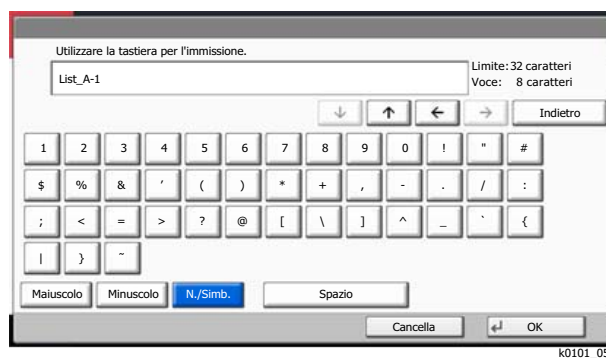 Utilizzare la tastiera per l'immissione.
Limite: 32 caratteri
List_A-1
Voce: 8 caratteri
↓ ↑ ← → Indietro
1 2 3 4 5 6 7 8 9 0 ! " #
$ % & ' ( ) * + , - . / :
; < = > ? @ [ \ ] ^ _ ` {
| } ~
Maiuscolo Minuscolo N./Simb. Spazio
Cancella ↵ OK
k0101_05